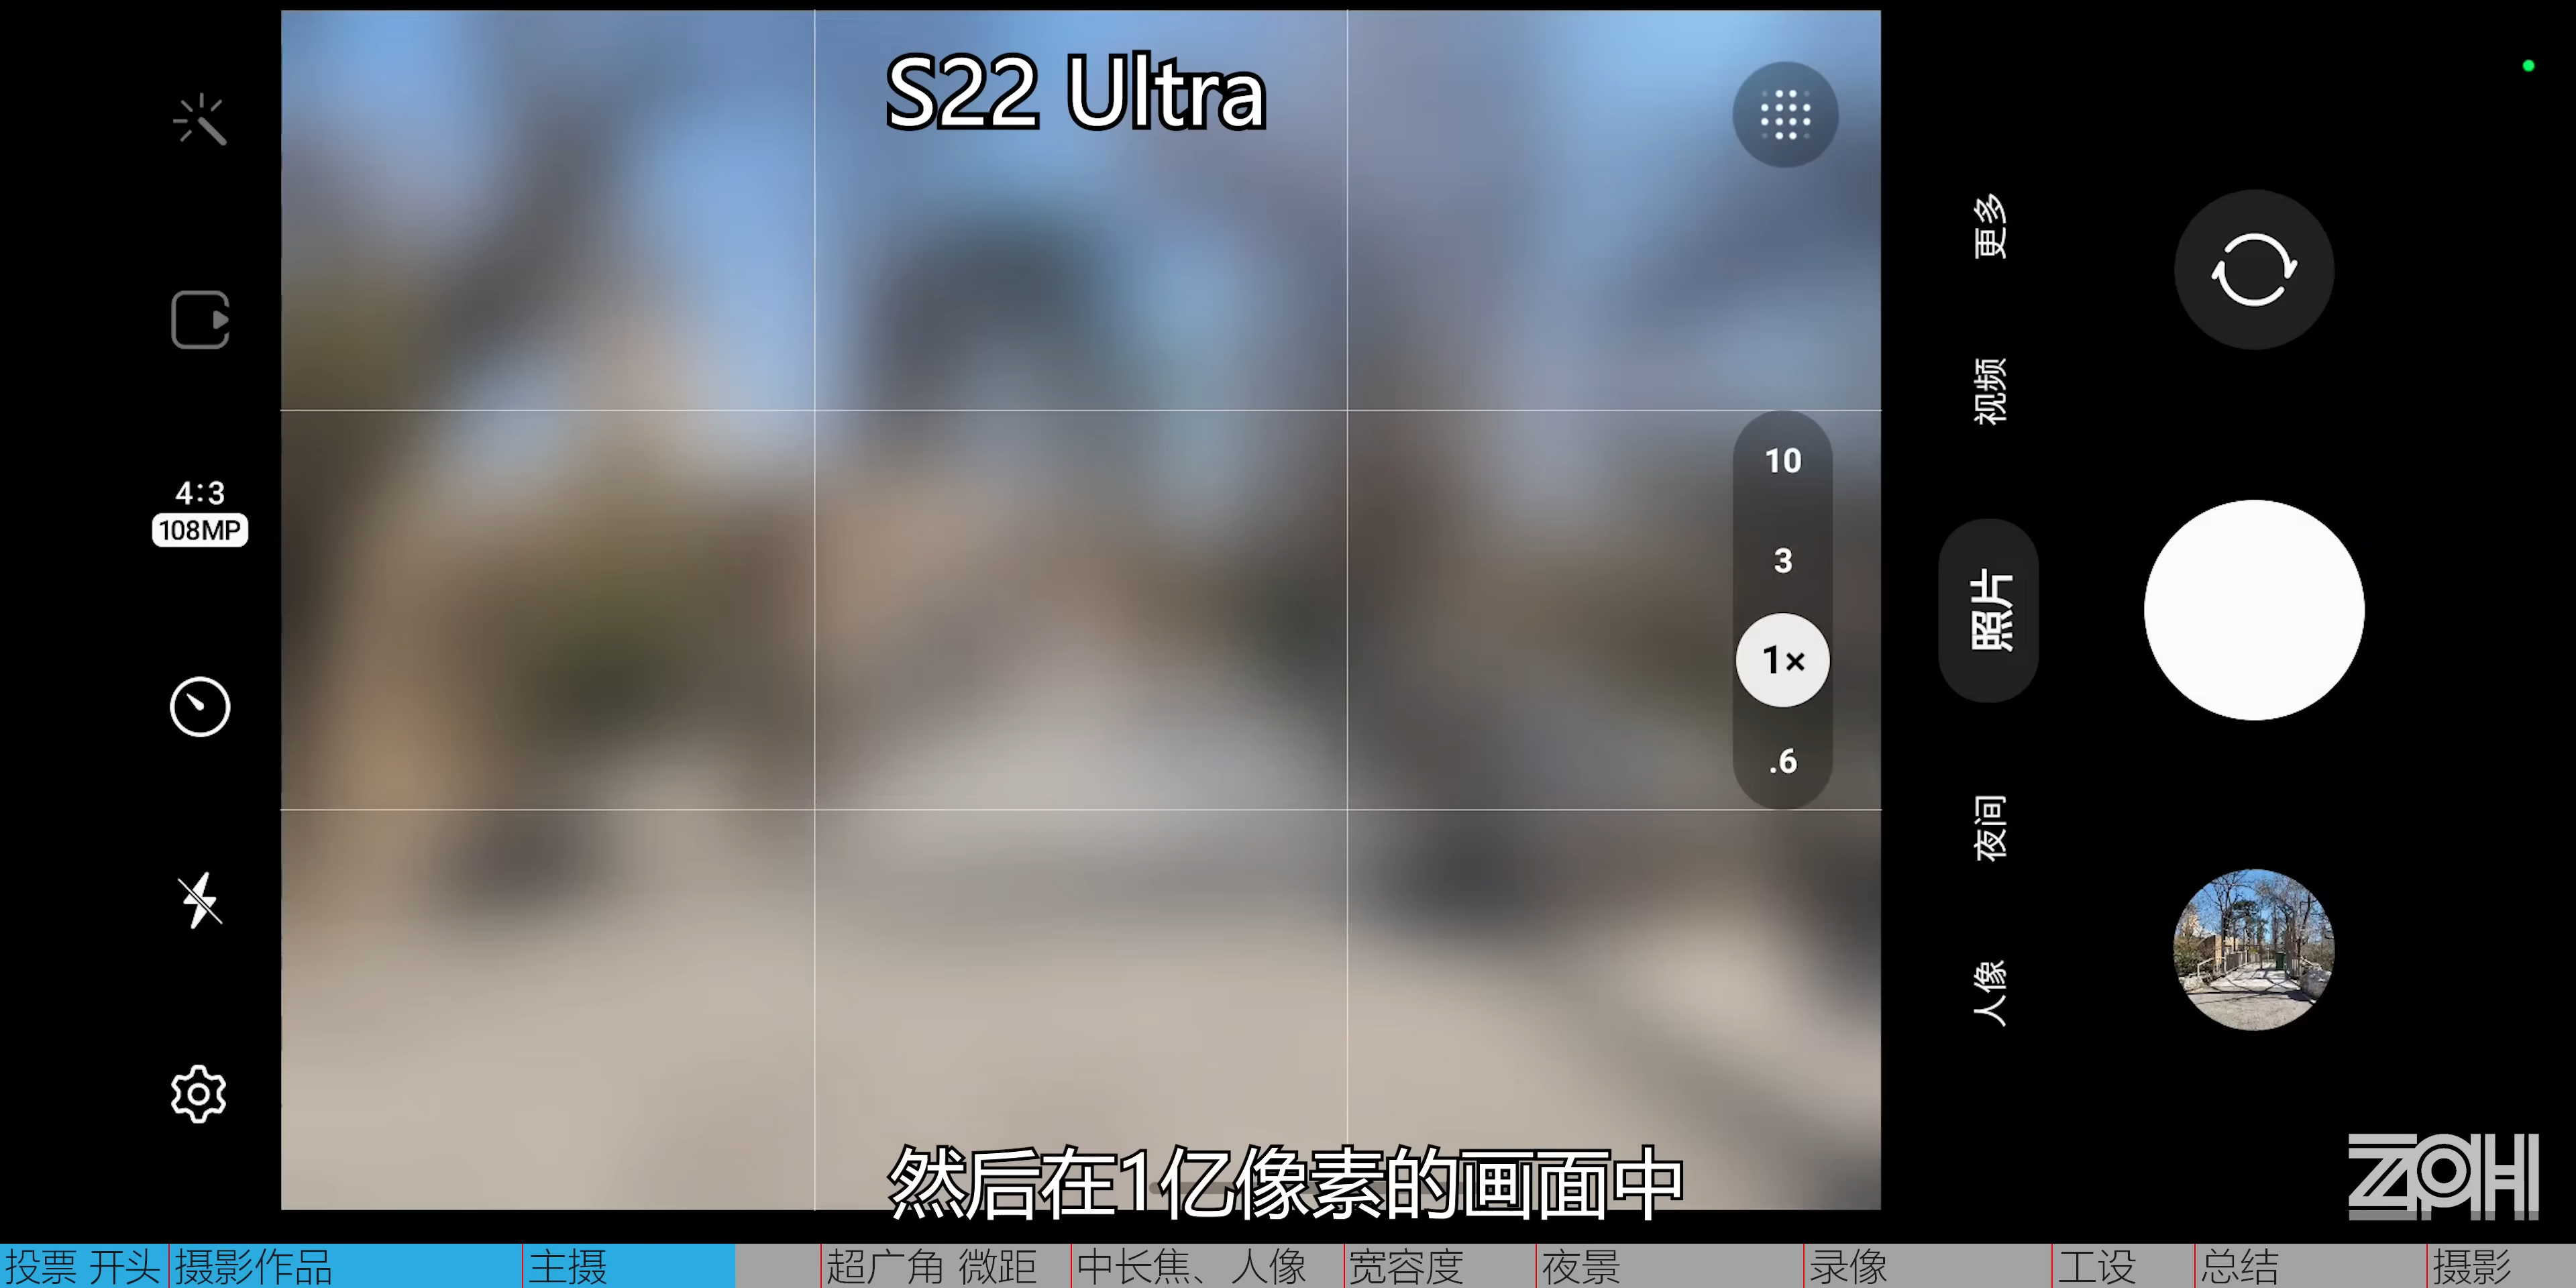 S22 Ultra
4:3
108MP
10
3
1×
.6
更多
视频
照片
夜间
人像
然后在1亿像素的画面中
ZPH
投票 开头 摄影作品 主摄 超广角 微距 中长焦、人像 宽容度 夜景 录像 工设 总结 摄影